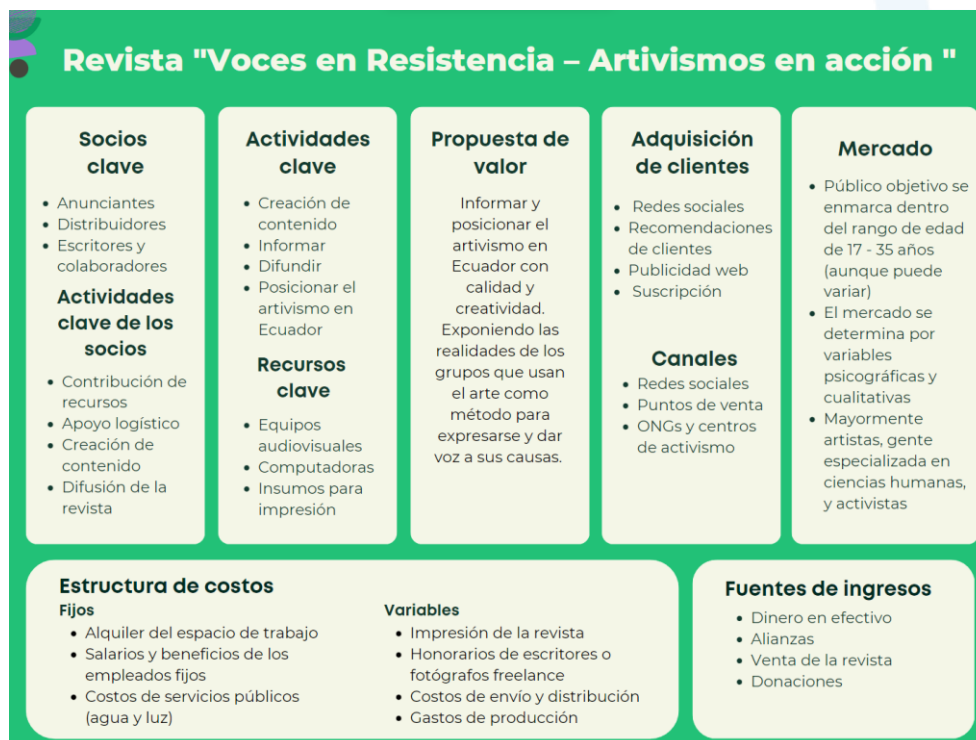 Revista "Voces en Resistencia – Artivismos en acción "
Socios
clave
• Anunciantes
• Distribuidores
• Escritores y
colaboradores
Actividades
clave de los
socios
• Contribución de
recursos
• Apoyo logístico
• Creación de
contenido
• Difusión de la
revista
Actividades
clave
• Creación de
contenido
• Informar
• Difundir
• Posicionar el
artivismo en
Ecuador
Recursos
clave
• Equipos
audiovisuales
• Computadoras
• Insumos para
impresión
Propuesta de
valor
Informar y
posicionar el
artivismo en
Ecuador con
calidad y
creatividad.
Exponiendo las
realidades de los
grupos que usan
el arte como
método para
expresarse y dar
voz a sus causas.
Adquisición
de clientes
• Redes sociales
• Recomendaciones
de clientes
• Publicidad web
• Suscripción
Canales
• Redes sociales
• Puntos de venta
• ONGs y centros
de activismo
Mercado
• Público objetivo se
enmarca dentro
del rango de edad
de 17 - 35 años
(aunque puede
variar)
• El mercado se
determina por
variables
psicográficas y
cualitativas
• Mayormente
artistas, gente
especializada en
ciencias humanas,
y activistas
Estructura de costos
Fijos
• Alquiler del espacio de trabajo
• Salarios y beneficios de los
empleados fijos
• Costos de servicios públicos
(agua y luz)
Variables
• Impresión de la revista
• Honorarios de escritores o
fotógrafos freelance
• Costos de envío y distribución
• Gastos de producción
Fuentes de ingresos
• Dinero en efectivo
• Alianzas
• Venta de la revista
• Donaciones